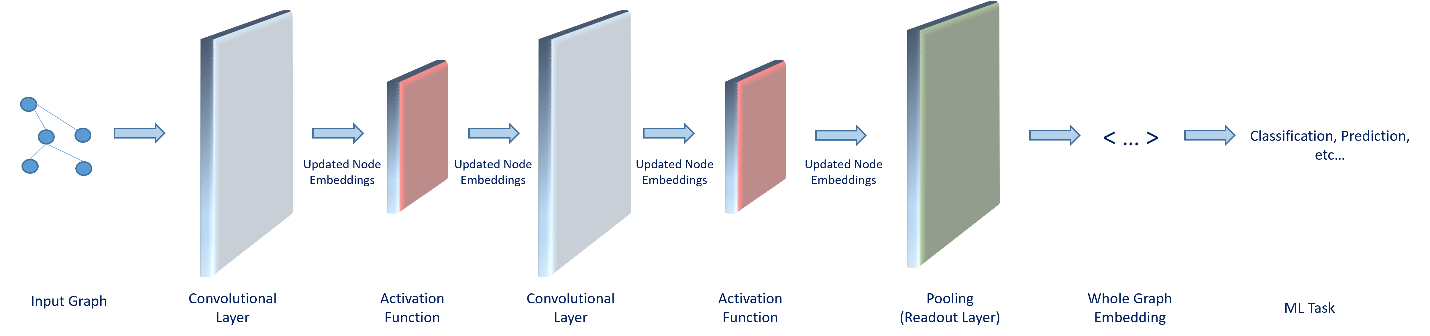 Updated Node
Embeddings
Updated Node
Embeddings
Updated Node
Embeddings
Updated Node
Embeddings
< ... >
Classification, Prediction,
etc...
Input Graph
Convolutional
Layer
Activation
Function
Convolutional
Layer
Activation
Function
Pooling
(Readout Layer)
Whole Graph
Embedding
ML Task